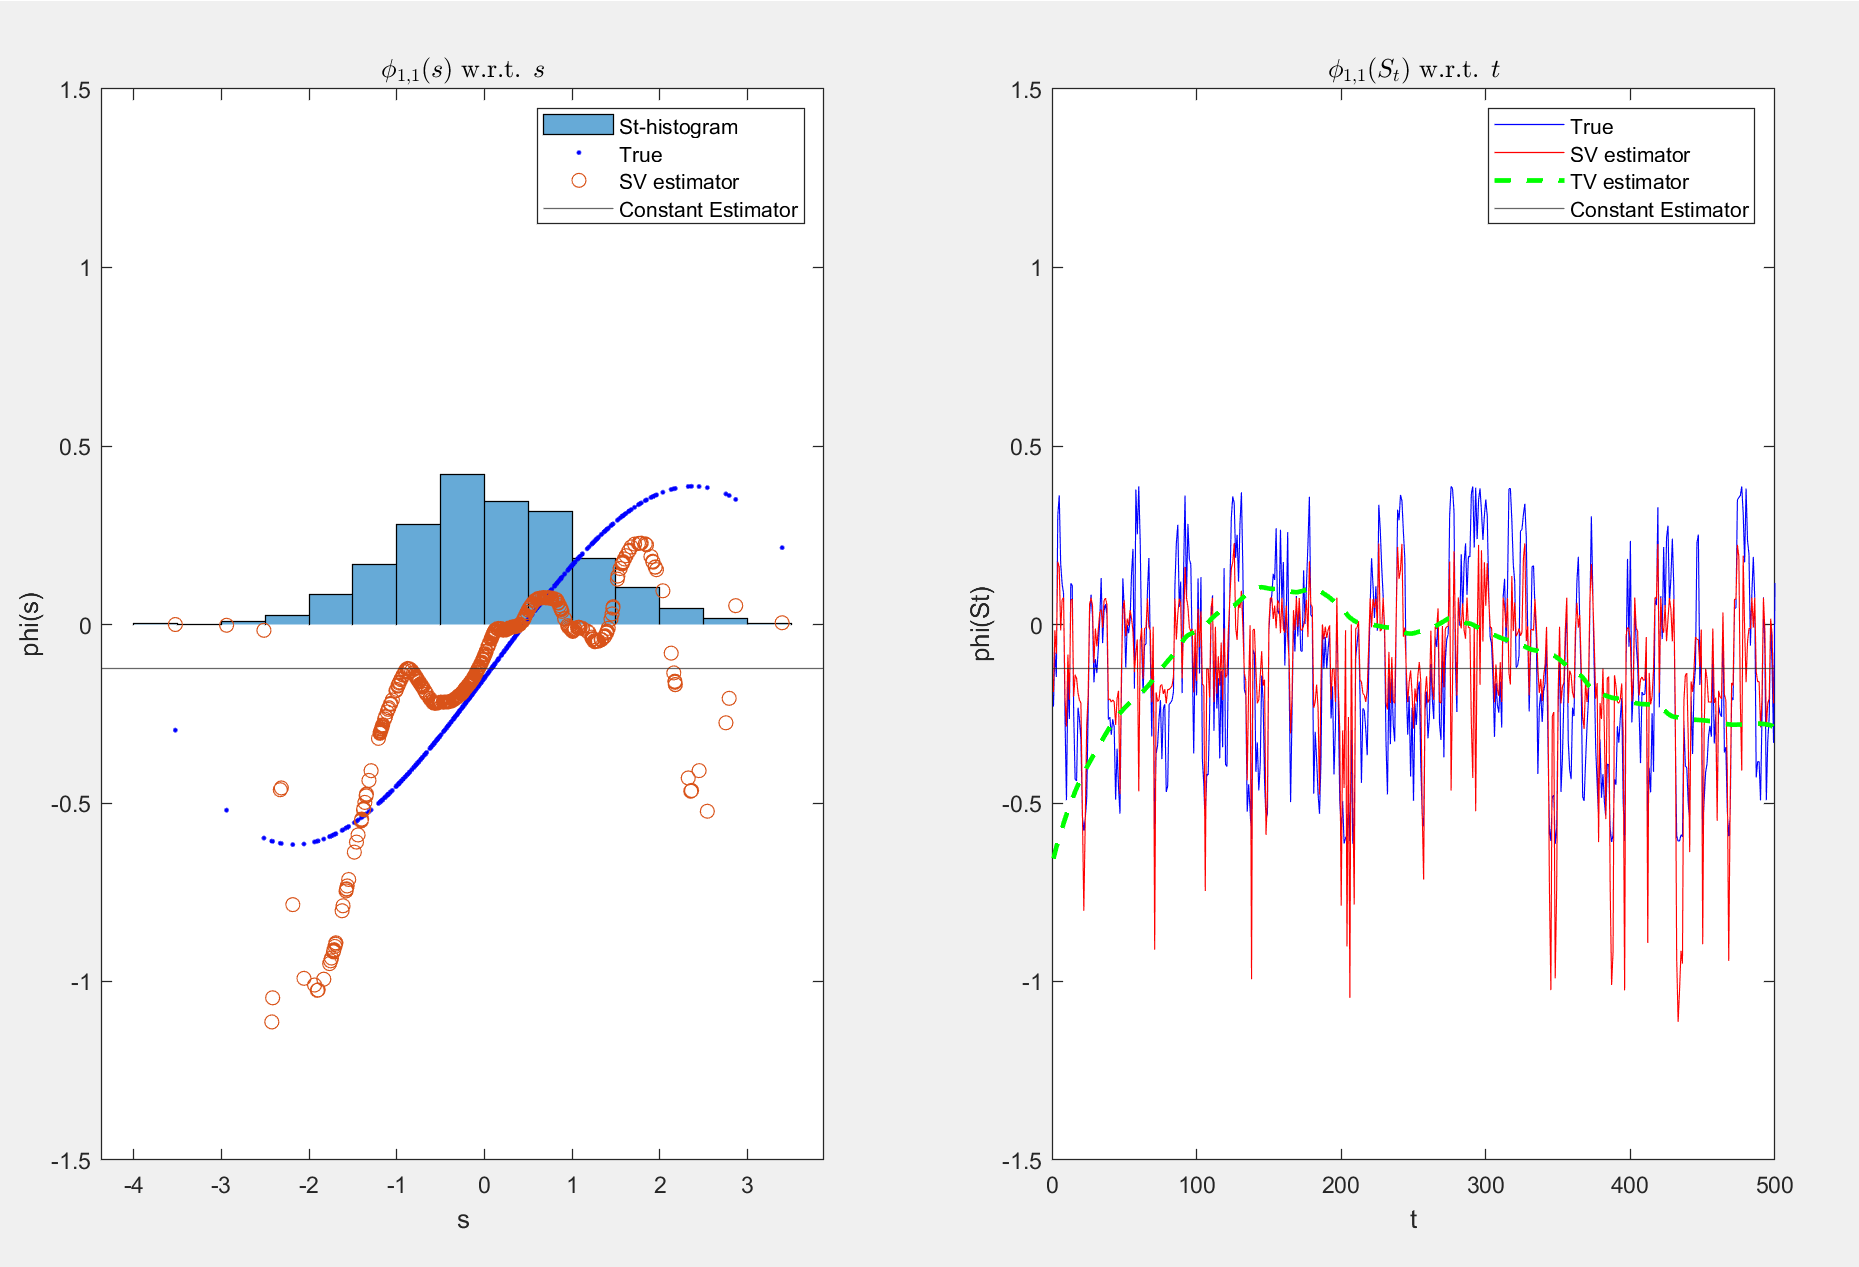 ϕ1,1(s) w.r.t. s
1.5
1
0.5
0
-0.5
-1
-1.5
phi(s)
-4 -3 -2 -1 0 1 2 3
s
St-histogram
True
SV estimator
Constant Estimator
ϕ1,1(St) w.r.t. t
1.5
1
0.5
0
-0.5
-1
-1.5
phi(St)
0 100 200 300 400 500
t
True
SV estimator
TV estimator
Constant Estimator